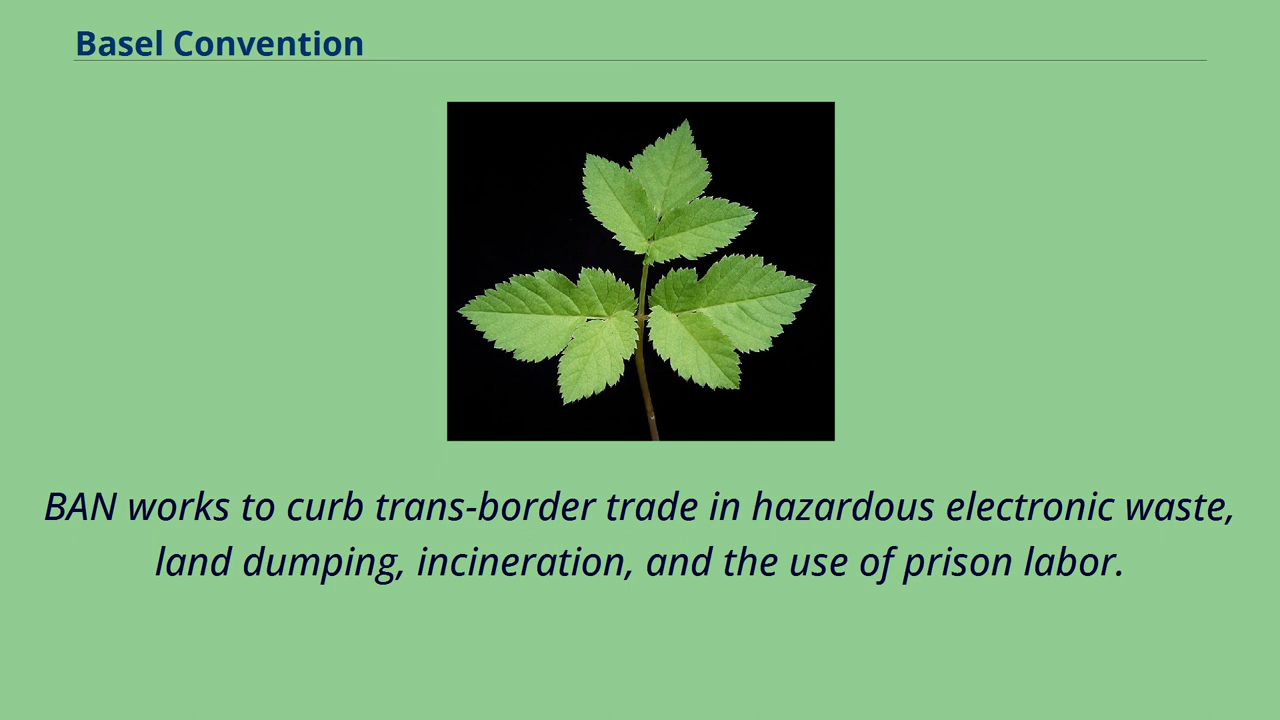 Basel Convention
BAN works to curb trans-border trade in hazardous electronic waste,
land dumping, incineration, and the use of prison labor.